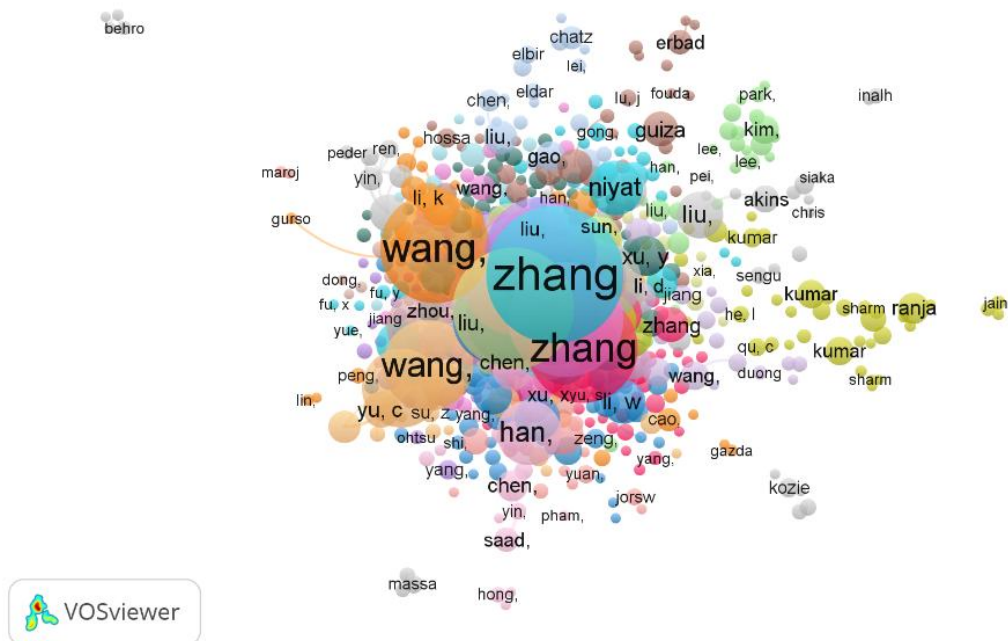 behro
chatz
elbir
lei,
erbad
eldar
chen,
lu, j
fouda
park,
inalh
hossa
liu,
gong,
guiza
kim,
peder
ren,
gao,
lee,
maroj
yin,
wang,
han,
han,
pei,
lee,
siaka
li, k
niyat
gurso
liu,
liu,
akins
chris
wang,
liu,
sun,
xu, y
kumar
zhang
li, d
xia,
sengu
dong,
fu, y
jiang
fu, x
jiang
zhou,
liu,
kumar
sharm
ranja
jain
yue,
zhang
zhang
he, l
chen,
qu, c
kumar
wang,
wang,
duong
sharm
peng,
lin,
yu, c
su, z
yang,
xu, x
yu, s
li, w
ohtsu
shi,
han,
zeng,
cao,
gazda
yang,
yuan,
yang,
chen,
jorsw
kozie
yin,
pham,
saad,
massa
hong,
VOSviewer